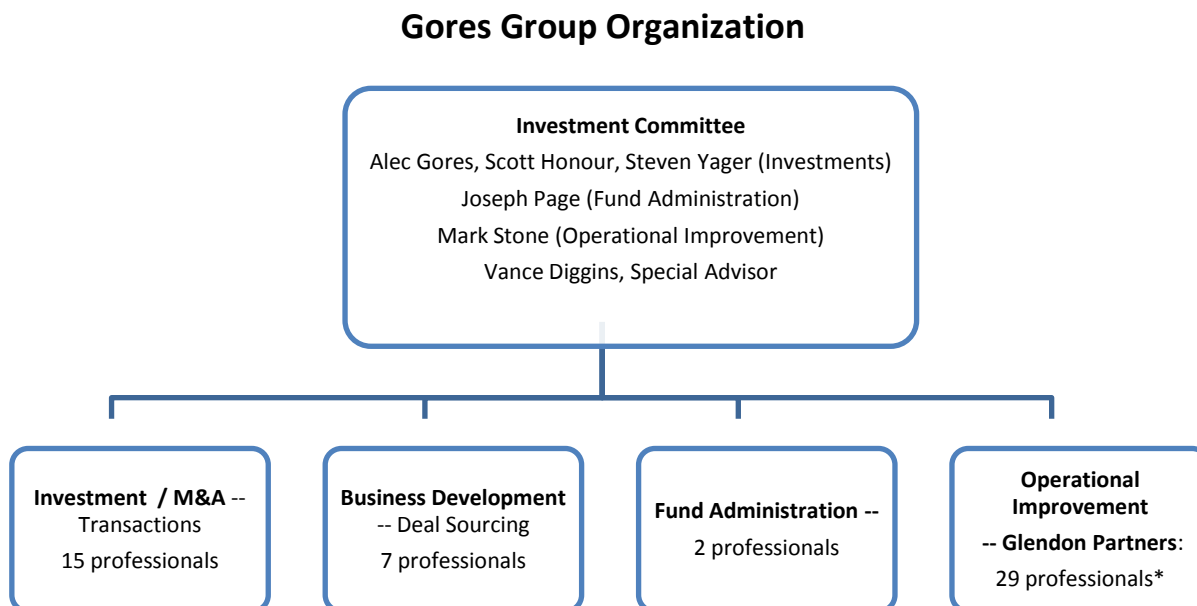 Gores Group Organization
Investment Committee
Alec Gores, Scott Honour, Steven Yager (Investments)
Joseph Page (Fund Administration)
Mark Stone (Operational Improvement)
Vance Diggins, Special Advisor
Investment / M&A --
Transactions
15 professionals
Business Development
-- Deal Sourcing
7 professionals
Fund Administration --
2 professionals
Operational
Improvement
-- Glendon Partners:
29 professionals*